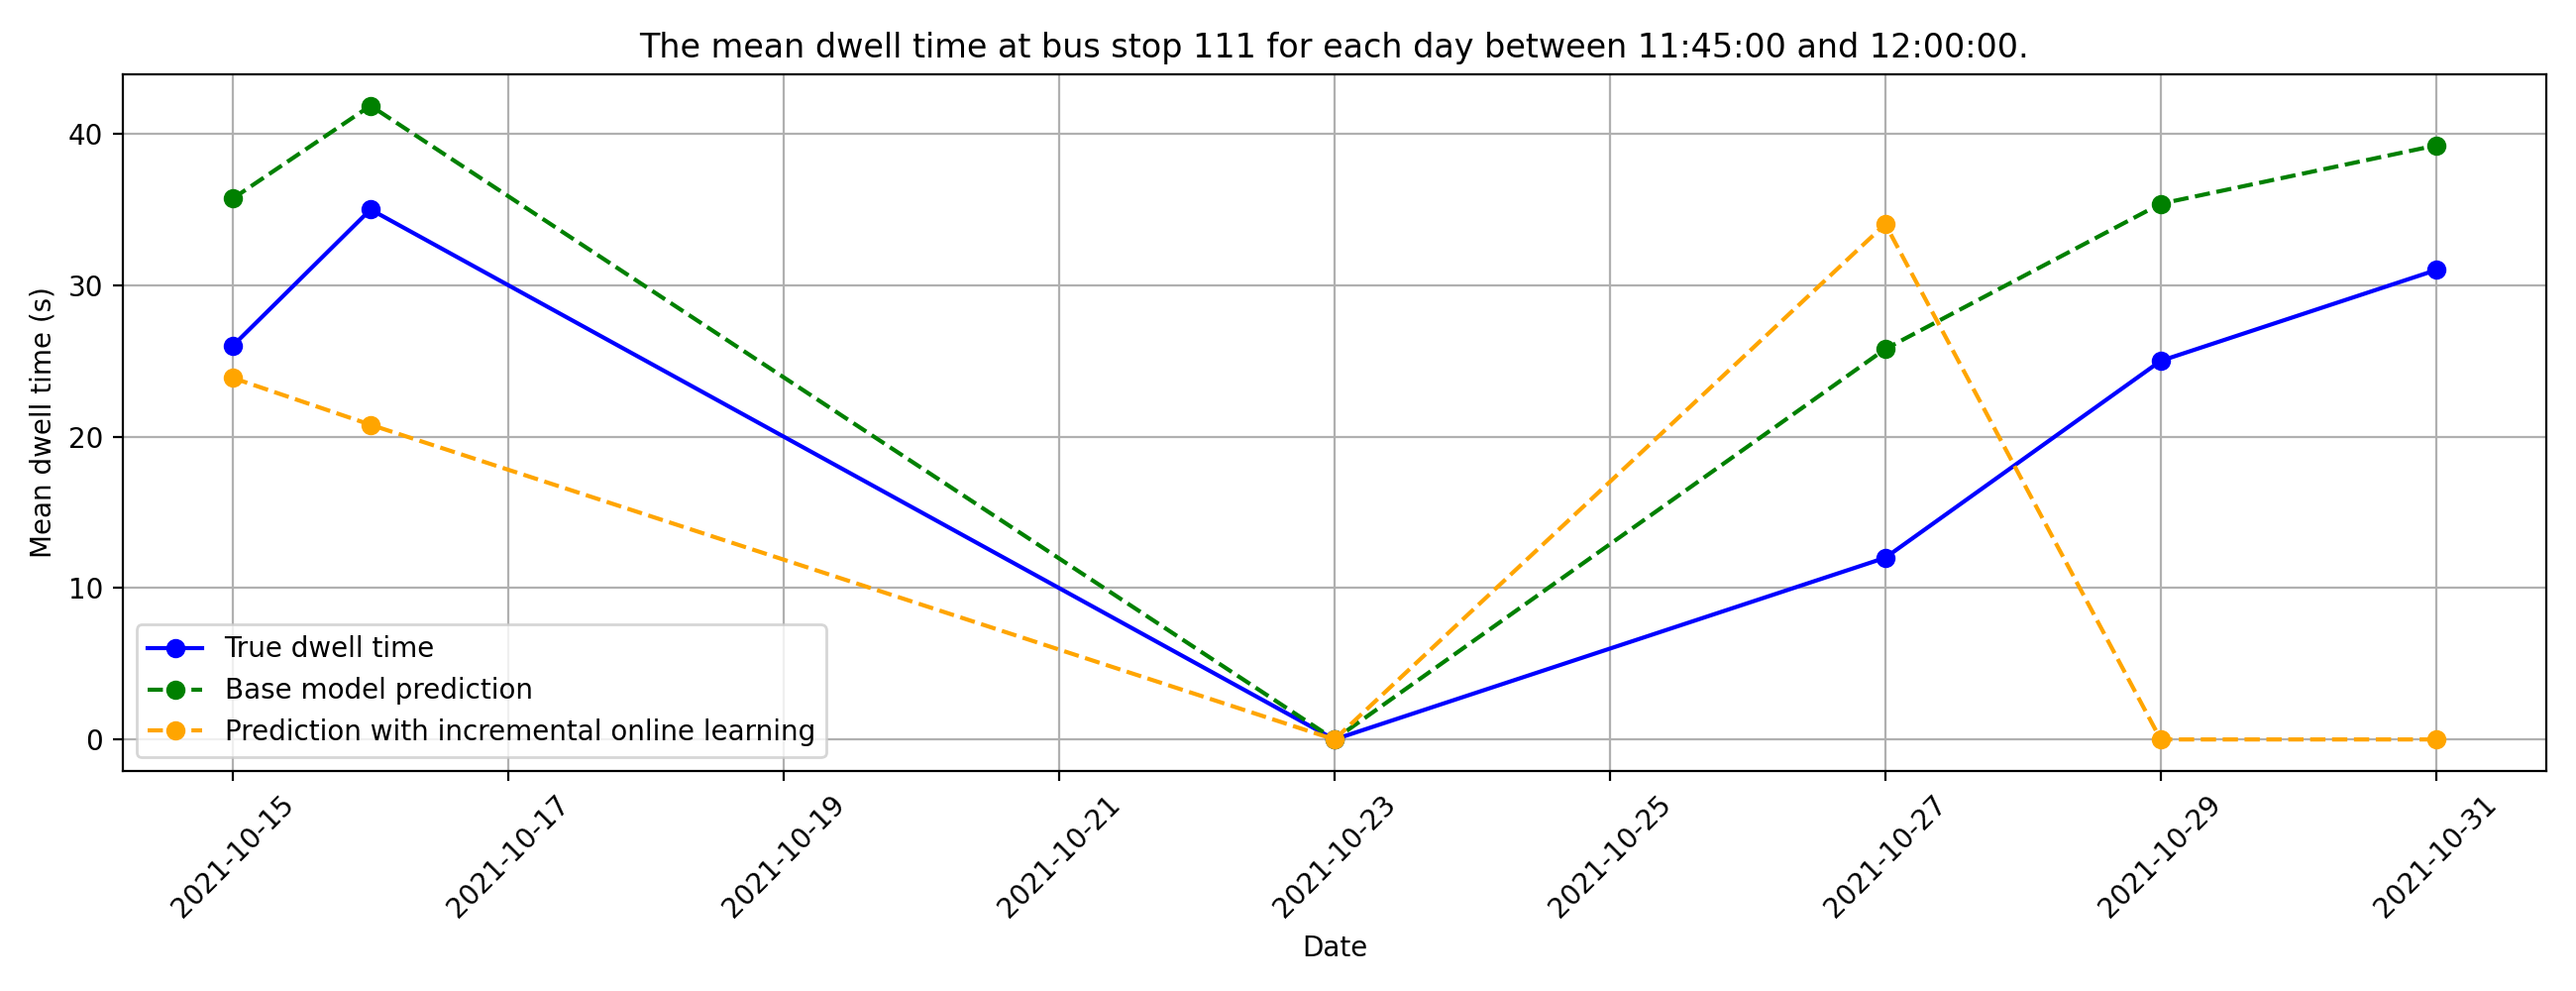 The mean dwell time at bus stop 111 for each day between 11:45:00 and 12:00:00.
Mean dwell time (s)
40
30
20
10
0
True dwell time
Base model prediction
Prediction with incremental online learning
2021-10-15
2021-10-17
2021-10-19
2021-10-21
2021-10-23
2021-10-25
2021-10-27
2021-10-29
2021-10-31
Date